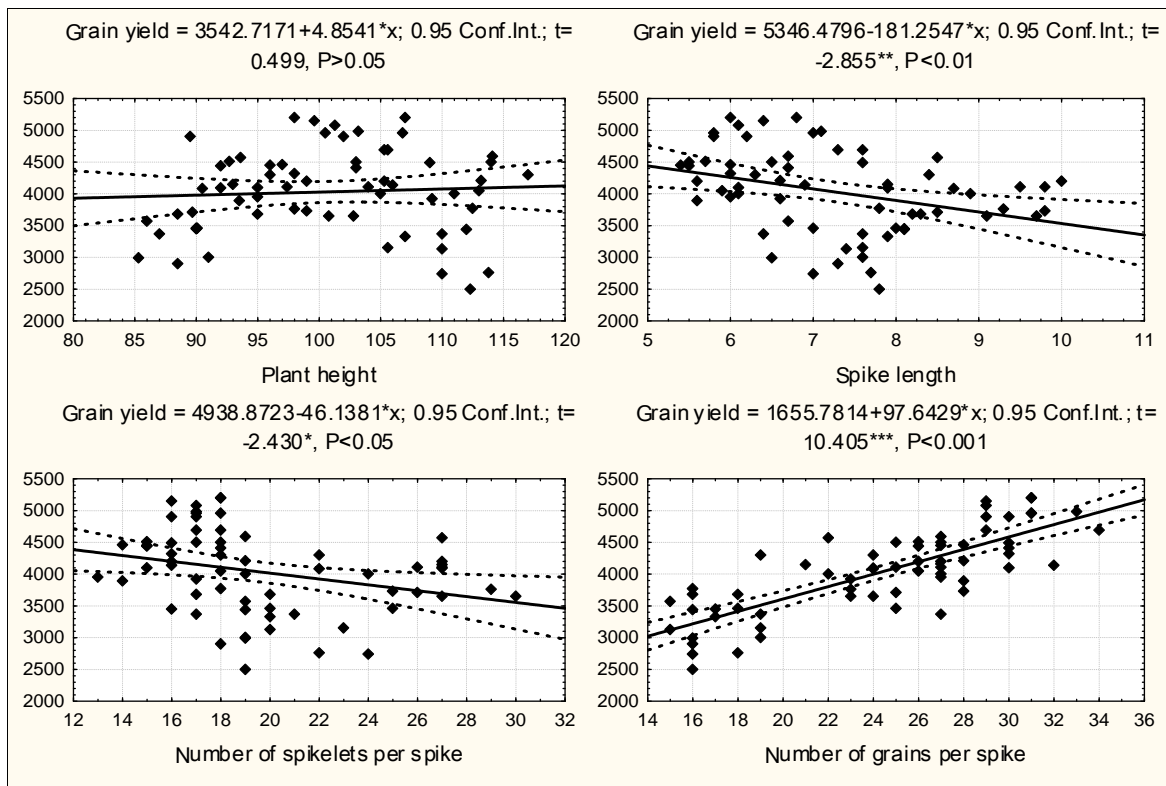 Grain yield = 3542.7171+4.8541*x; 0.95 Conf.Int.; t=
0.499, P>0.05
5500
5000
4500
4000
3500
3000
2500
2000
80 85 90 95 100 105 110 115 120
Plant height
Grain yield = 5346.4796-181.2547*x; 0.95 Conf.Int.; t=
-2.855**, P<0.01
5500
5000
4500
4000
3500
3000
2500
2000
5 6 7 8 9 10 11
Spike length
Grain yield = 4938.8723-46.1381*x; 0.95 Conf.Int.; t=
-2.430*, P<0.05
5500
5000
4500
4000
3500
3000
2500
2000
12 14 16 18 20 22 24 26 28 30 32
Number of spikelets per spike
Grain yield = 1655.7814+97.6429*x; 0.95 Conf.Int.; t=
10.405***, P<0.001
5500
5000
4500
4000
3500
3000
2500
2000
14 16 18 20 22 24 26 28 30 32 34 36
Number of grains per spike